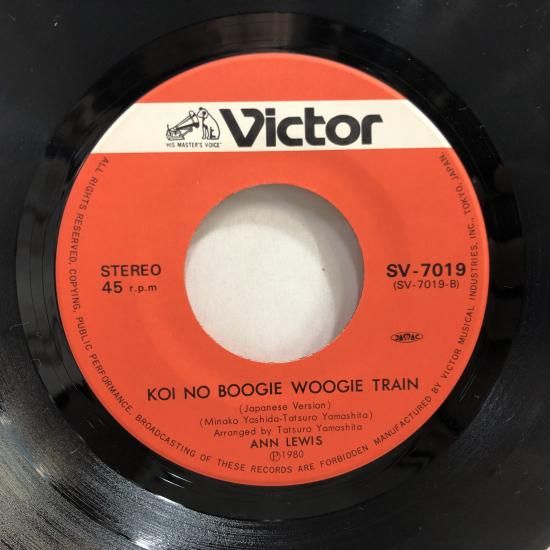 Victor
"HIS MASTER'S VOICE"
STEREO
45 r.p.m
SV-7019
(SV-7019-B)
JASRAC
KOI NO BOOGIE WOOGIE TRAIN
(Japanese Version)
(Minako Yoshida-Tatsuro Yamashita)
Arranged by Tatsuro Yamashita
ANN LEWIS
Ⓟ1980
ALL RIGHTS RESERVED, COPYING, PUBLIC PERFORMANCE, BROADCASTING OF THESE RECORDS ARE FORBIDDEN MANUFACTURED BY VICTOR MUSICAL INDUSTRIES, INC., TOKYO, JAPAN.